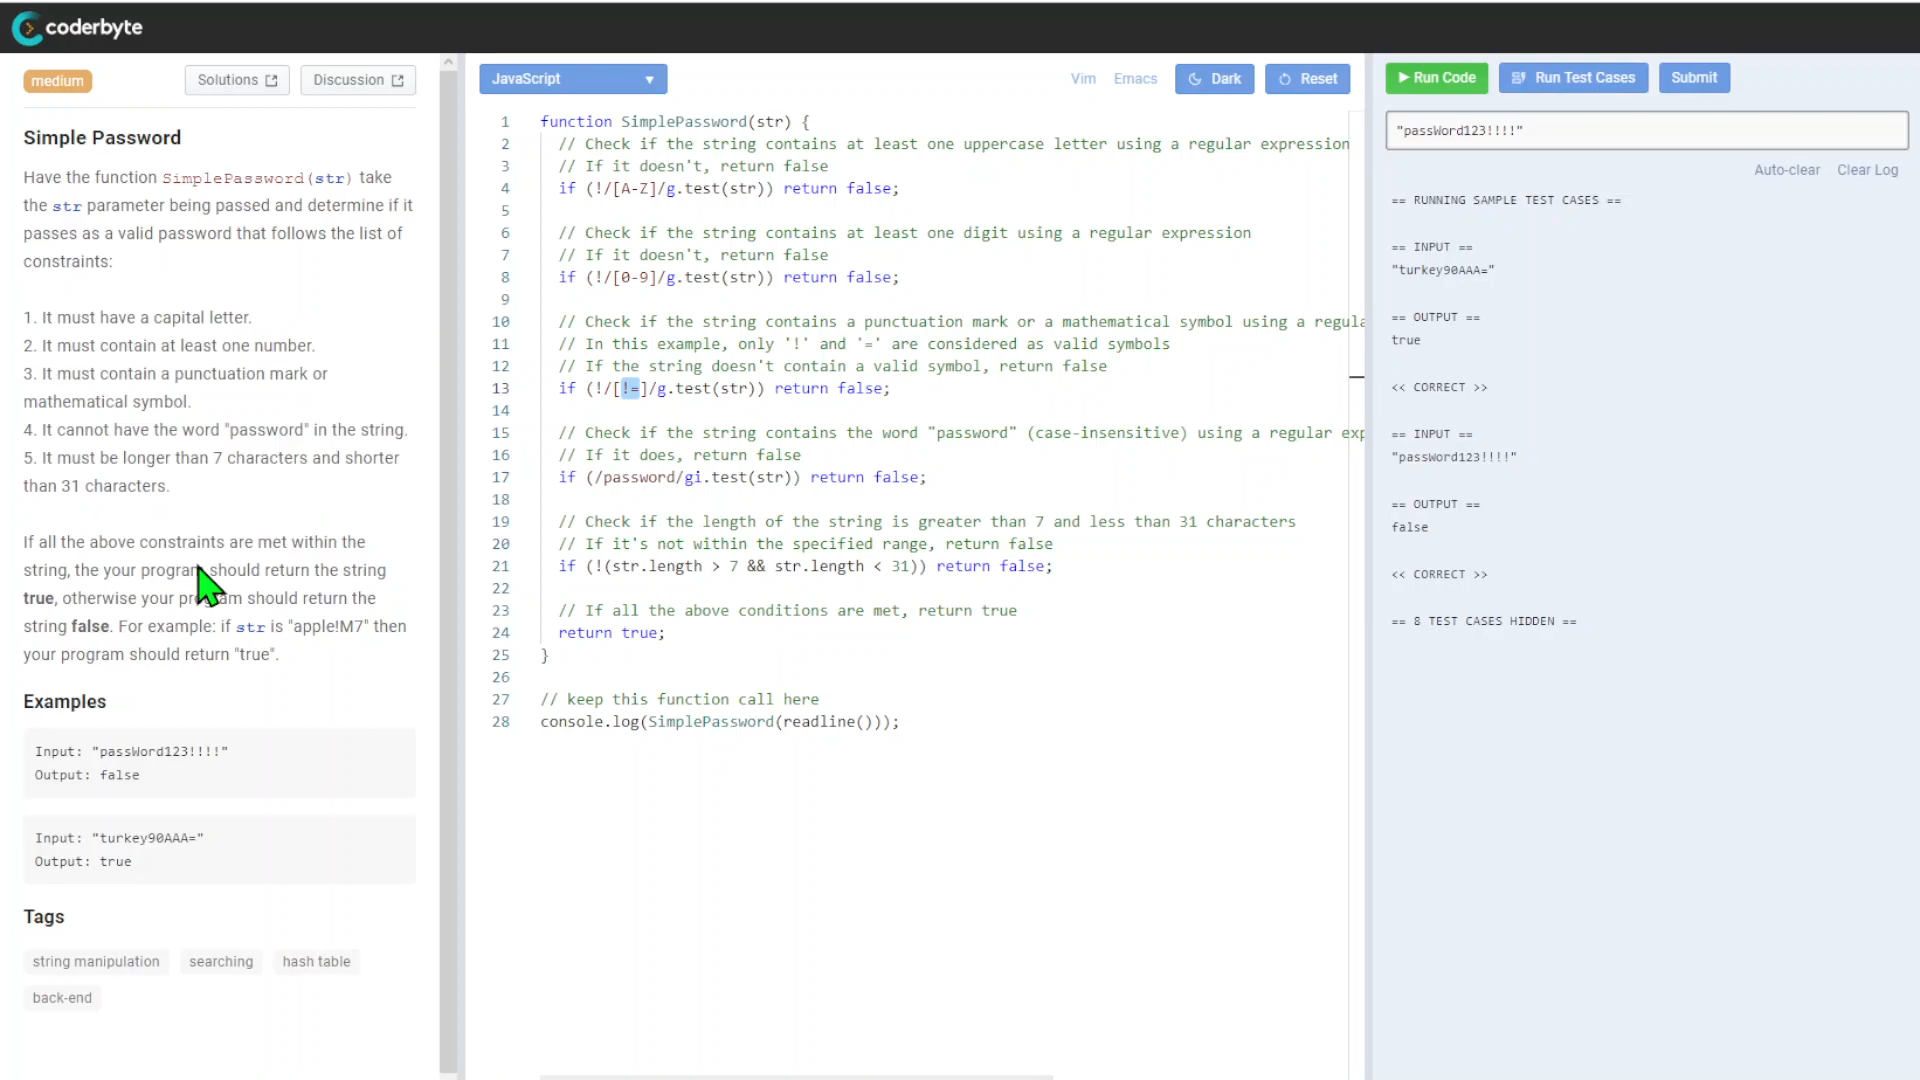 coderbyte
medium
Solutions
Discussion
Simple Password
Have the function SimplePassword(str) take
the str parameter being passed and determine if it
passes as a valid password that follows the list of
constraints:
1. It must have a capital letter.
2. It must contain at least one number.
3. It must contain a punctuation mark or
mathematical symbol.
4. It cannot have the word "password" in the string.
5. It must be longer than 7 characters and shorter
than 31 characters.
If all the above constraints are met within the
string, the your program should return the string
true, otherwise your program should return the
string false. For example: if str is "apple!M7" then
your program should return "true".
Examples
Input: "passWord123!!!!"
Output: false
Input: "turkey90AAA="
Output: true
Tags
string manipulation
searching
hash table
back-end
JavaScript
Vim
Emacs
Dark
Reset
1 function SimplePassword(str) {
2 // Check if the string contains at least one uppercase letter using a regular expression
3 // If it doesn't, return false
4 if (!/[A-Z]/g.test(str)) return false;
5
6 // Check if the string contains at least one digit using a regular expression
7 // If it doesn't, return false
8 if (!/[0-9]/g.test(str)) return false;
9
10 // Check if the string contains a punctuation mark or a mathematical symbol using a regula
11 // In this example, only '!' and '=' are considered as valid symbols
12 // If the string doesn't contain a valid symbol, return false
13 if (!/[!=]/g.test(str)) return false;
14
15 // Check if the string contains the word "password" (case-insensitive) using a regular exp
16 // If it does, return false
17 if (/password/gi.test(str)) return false;
18
19 // Check if the length of the string is greater than 7 and less than 31 characters
20 // If it's not within the specified range, return false
21 if (!(str.length > 7 && str.length < 31)) return false;
22
23 // If all the above conditions are met, return true
24 return true;
25 }
26
27 // keep this function call here
28 console.log(SimplePassword(readline()));
Run Code
Run Test Cases
Submit
"passWord123!!!!"
Auto-clear
Clear Log
== RUNNING SAMPLE TEST CASES ==
== INPUT ==
"turkey90AAA="
== OUTPUT ==
true
<< CORRECT >>
== INPUT ==
"passWord123!!!!"
== OUTPUT ==
false
<< CORRECT >>
== 8 TEST CASES HIDDEN ==